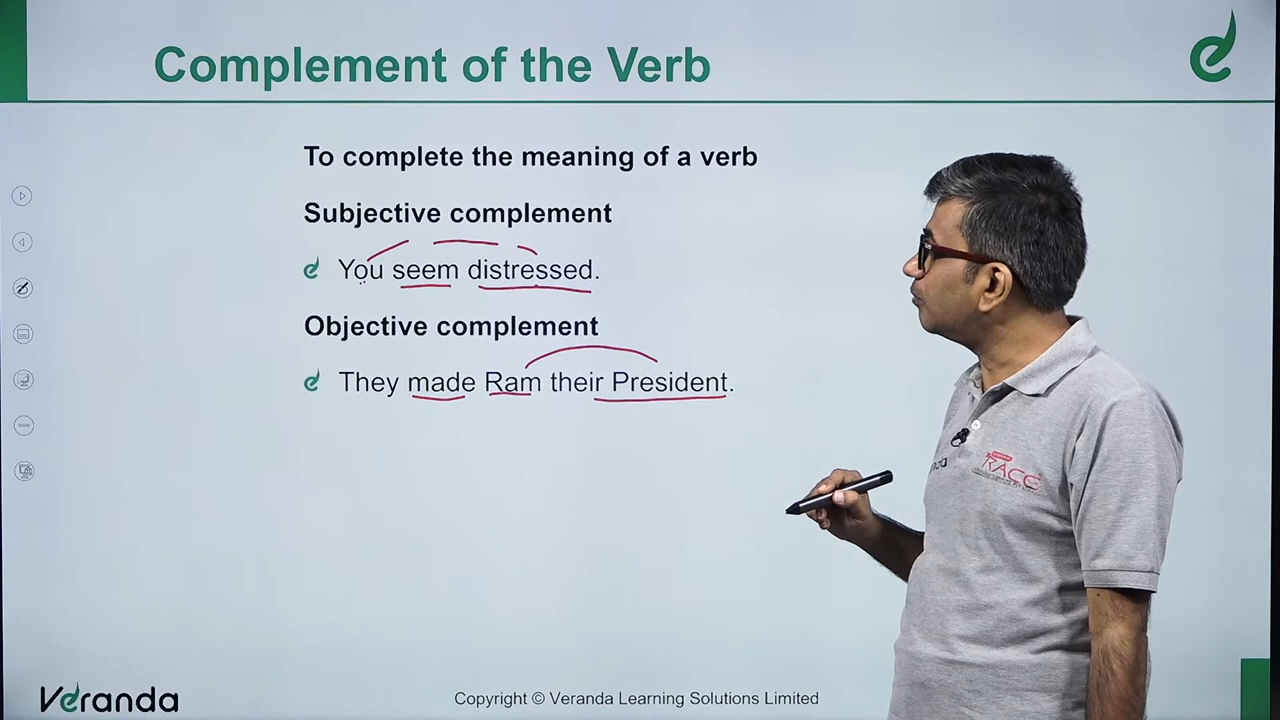 Complement of the Verb
To complete the meaning of a verb
Subjective complement
You seem distressed.
Objective complement
They made Ram their President.
RACE
Veranda
Copyright © Veranda Learning Solutions Limited